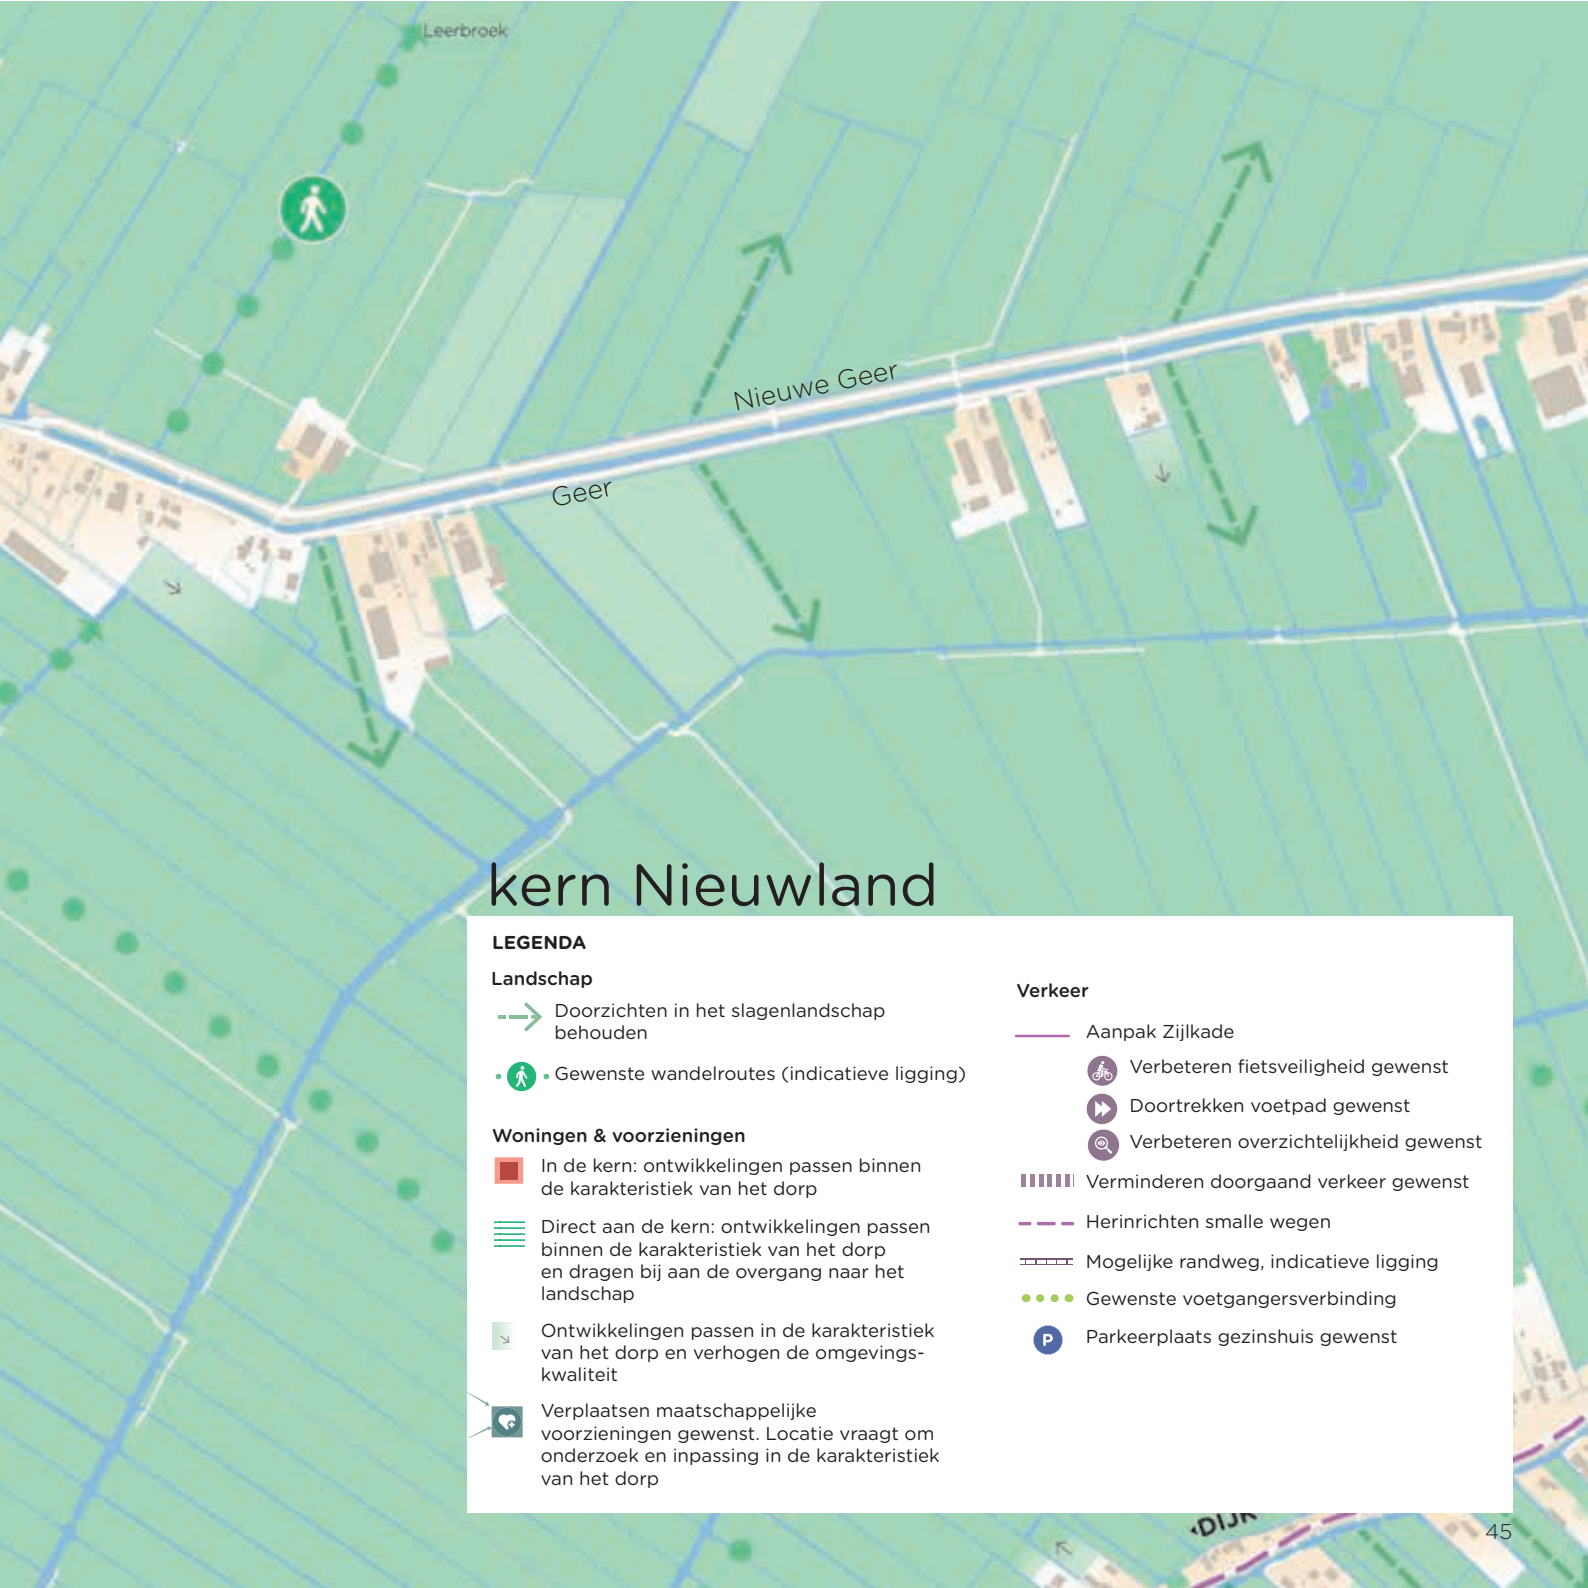 Leerbroek
Nieuwe Geer
Geer
kern Nieuwland
LEGENDA
Landschap
Doorzichten in het slagenlandschap
behouden
Gewenste wandelroutes (indicatieve ligging)
Woningen & voorzieningen
In de kern: ontwikkelingen passen binnen
de karakteristiek van het dorp
Direct aan de kern: ontwikkelingen passen
binnen de karakteristiek van het dorp
en dragen bij aan de overgang naar het
landschap
Ontwikkelingen passen in de karakteristiek
van het dorp en verhogen de omgevings-
kwaliteit
Verplaatsen maatschappelijke
voorzieningen gewenst. Locatie vraagt om
onderzoek en inpassing in de karakteristiek
van het dorp
Verkeer
Aanpak Zijlkade
Verbeteren fietsveiligheid gewenst
Doortrekken voetpad gewenst
Verbeteren overzichtelijkheid gewenst
Verminderen doorgaand verkeer gewenst
Herinrichten smalle wegen
Mogelijke randweg, indicatieve ligging
Gewenste voetgangersverbinding
P Parkeerplaats gezinshuis gewenst
45